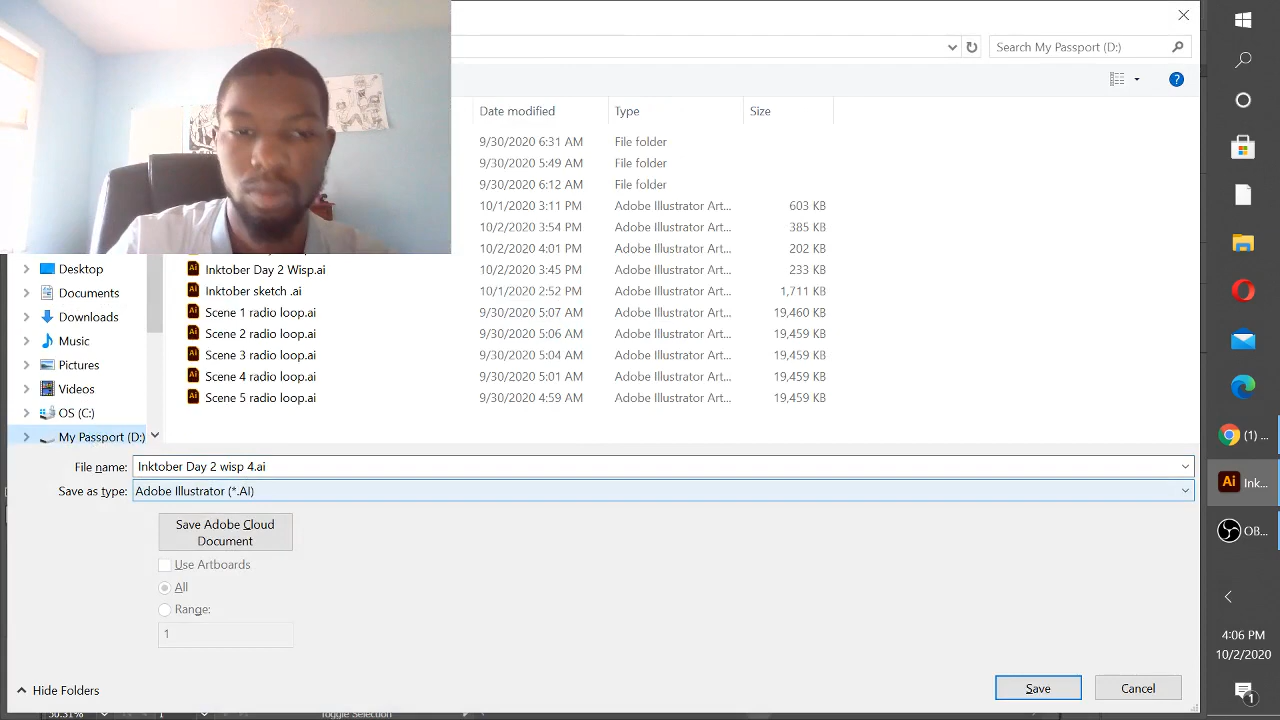 Search My Passport (D:)
Date modified Type Size
9/30/2020 6:31 AM File folder
9/30/2020 5:49 AM File folder
9/30/2020 6:12 AM File folder
10/1/2020 3:11 PM Adobe Illustrator Art... 603 KB
10/2/2020 3:54 PM Adobe Illustrator Art... 385 KB
10/2/2020 4:01 PM Adobe Illustrator Art... 202 KB
Inktober Day 2 Wisp.ai 10/2/2020 3:45 PM Adobe Illustrator Art... 233 KB
Inktober sketch .ai 10/1/2020 2:52 PM Adobe Illustrator Art... 1,711 KB
Scene 1 radio loop.ai 9/30/2020 5:07 AM Adobe Illustrator Art... 19,460 KB
Scene 2 radio loop.ai 9/30/2020 5:06 AM Adobe Illustrator Art... 19,459 KB
Scene 3 radio loop.ai 9/30/2020 5:04 AM Adobe Illustrator Art... 19,459 KB
Scene 4 radio loop.ai 9/30/2020 5:01 AM Adobe Illustrator Art... 19,459 KB
Scene 5 radio loop.ai 9/30/2020 4:59 AM Adobe Illustrator Art... 19,459 KB
Desktop
Documents
Downloads
Music
Pictures
Videos
OS (C:)
My Passport (D:)
File name: Inktober Day 2 wisp 4.ai
Save as type: Adobe Illustrator (*.AI)
Save Adobe Cloud
Document
Use Artboards
All
Range:
1
Hide Folders
Save Cancel
50.31% 1 Toggle Selection
(1) ...
Ai Ink...
OB...
4:06 PM
10/2/2020
1